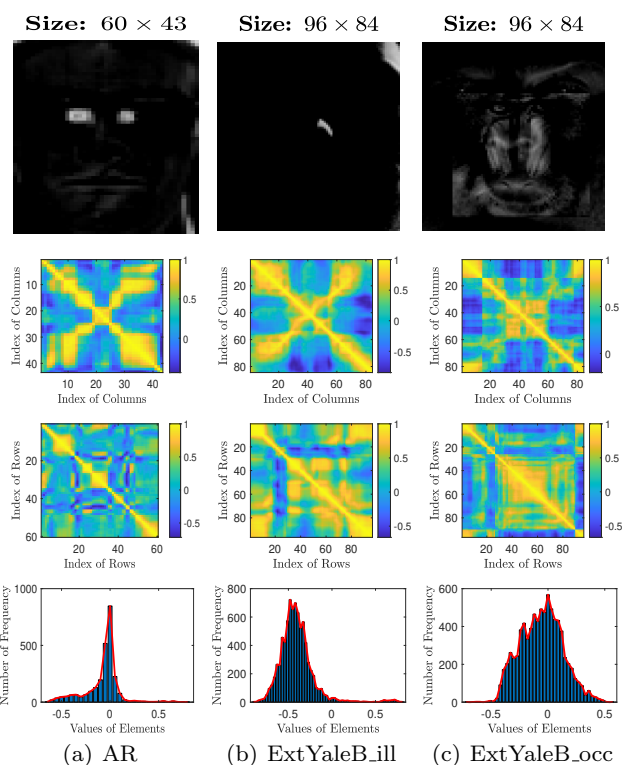 Size: 60 × 43 Size: 96 × 84 Size: 96 × 84
Index of Columns 10 20 30 40 1 0.5 0 Index of Columns 20 40 60 80 1 0.5 0 -0.5 Index of Columns 20 40 60 80 1 0.5 0
10 20 30 40 20 40 60 80 20 40 60 80
Index of Columns Index of Columns Index of Columns
Index of Rows 20 40 60 1 0.5 0 -0.5 Index of Rows 20 40 60 80 1 0.5 0 Index of Rows 20 40 60 80 1 0.5 0 -0.5
20 40 60 20 40 60 80 20 40 60 80
Index of Rows Index of Rows Index of Rows
Number of Frequency 1000 500 0 Number of Frequency 800 600 400 200 0 Number of Frequency 600 400 200 0
-0.5 0 0.5 -0.5 0 0.5 -0.5 0 0.5
Values of Elements Values of Elements Values of Elements
(a) AR (b) ExtYaleB_ill (c) ExtYaleB_occ